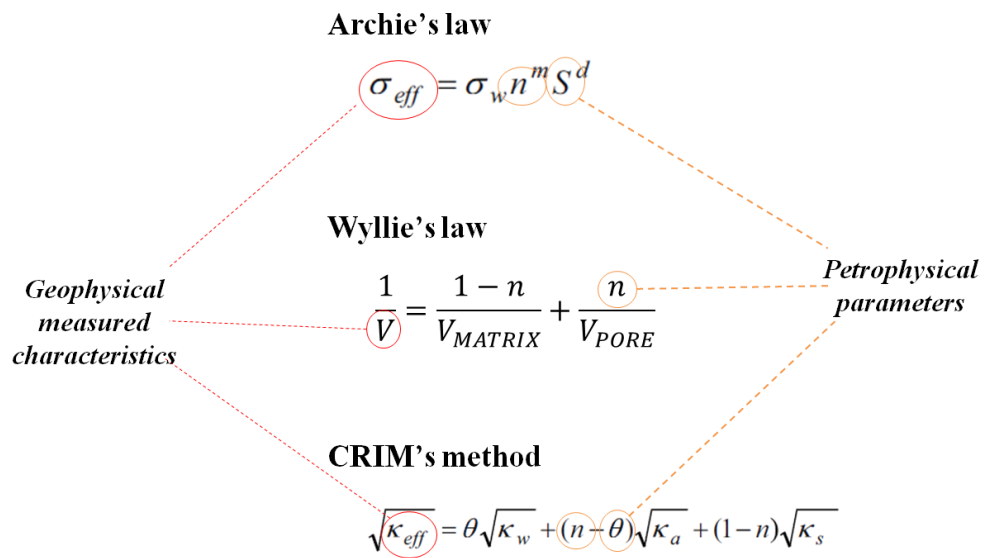 Archie's law
σ_eff = σ_w n^m S^d
Wyllie's law
1/V = (1 − n)/V_MATRIX + n/V_PORE
Geophysical
measured
characteristics
Petrophysical
parameters
CRIM's method
√κ_eff = θ√κ_w + (n − θ)√κ_a + (1 − n)√κ_s